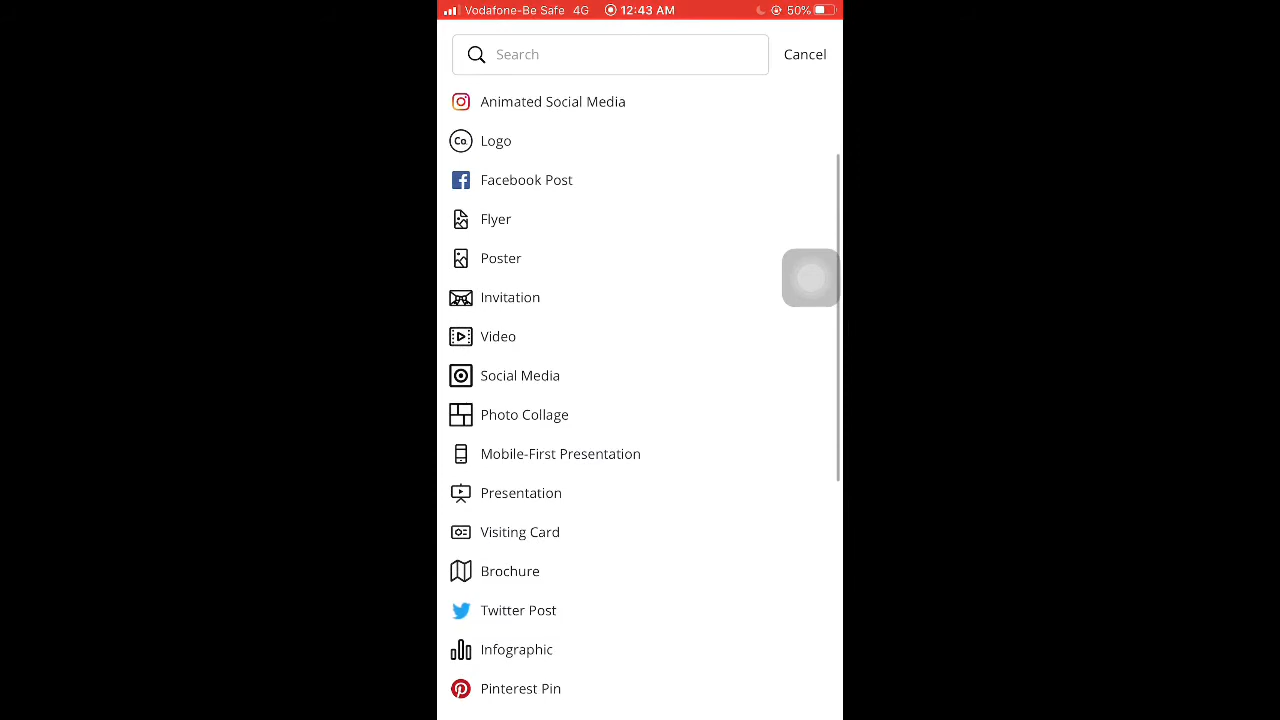 Vodafone-Be Safe 4G 12:43 AM 50%
Search Cancel
Animated Social Media
Co. Logo
Facebook Post
Flyer
Poster
Invitation
Video
Social Media
Photo Collage
Mobile-First Presentation
Presentation
Visiting Card
Brochure
Twitter Post
Infographic
Pinterest Pin